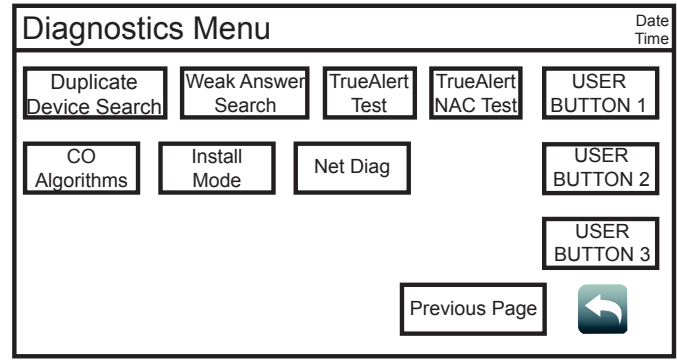 Diagnostics Menu
Date
Time
Duplicate
Device Search
Weak Answer
Search
TrueAlert
Test
TrueAlert
NAC Test
USER
BUTTON 1
CO
Algorithms
Install
Mode
Net Diag
USER
BUTTON 2
USER
BUTTON 3
Previous Page